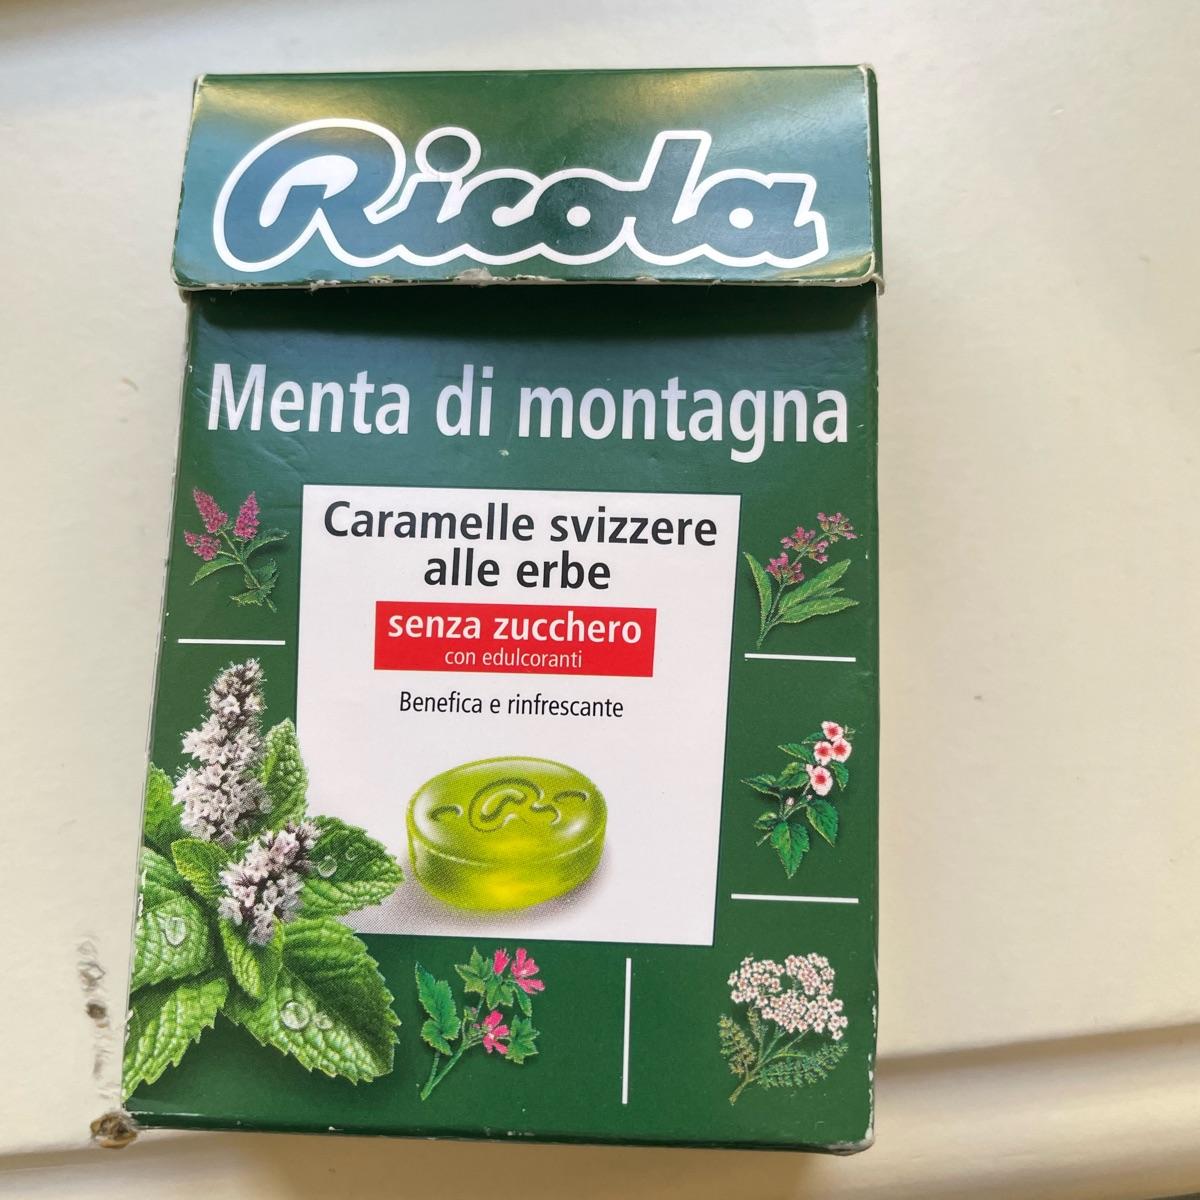 Ricola
Menta di montagna
Caramelle svizzere
alle erbe
senza zucchero
con edulcoranti
Benefica e rinfrescante